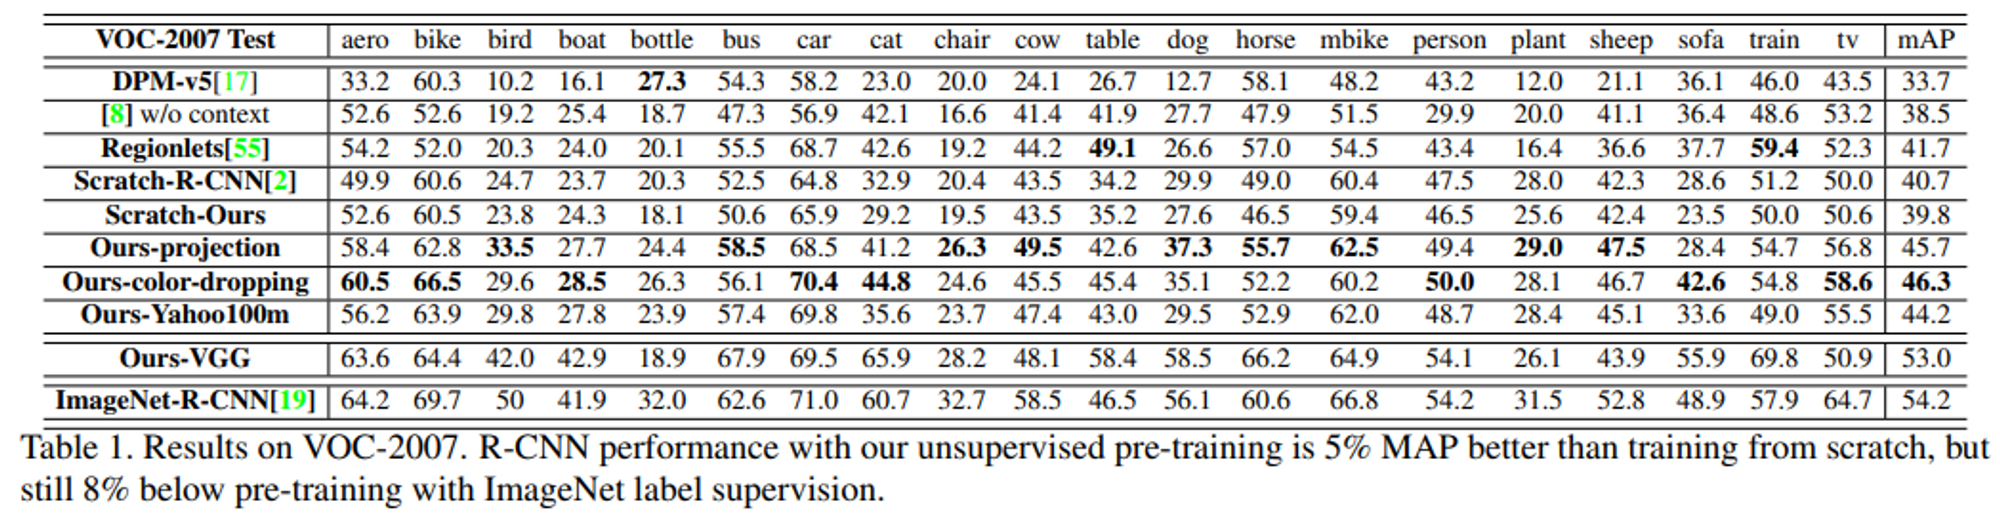 VOC-2007 Test aero bike bird boat bottle bus car cat chair cow table dog horse mbike person plant sheep sofa train tv mAP
DPM-v5[17] 33.2 60.3 10.2 16.1 27.3 54.3 58.2 23.0 20.0 24.1 26.7 12.7 58.1 48.2 43.2 12.0 21.1 36.1 46.0 43.5 33.7
[8] w/o context 52.6 52.6 19.2 25.4 18.7 47.3 56.9 42.1 16.6 41.4 41.9 27.7 47.9 51.5 29.9 20.0 41.1 36.4 48.6 53.2 38.5
Regionlets[55] 54.2 52.0 20.3 24.0 20.1 55.5 68.7 42.6 19.2 44.2 49.1 26.6 57.0 54.5 43.4 16.4 36.6 37.7 59.4 52.3 41.7
Scratch-R-CNN[2] 49.9 60.6 24.7 23.7 20.3 52.5 64.8 32.9 20.4 43.5 34.2 29.9 49.0 60.4 47.5 28.0 42.3 28.6 51.2 50.0 40.7
Scratch-Ours 52.6 60.5 23.8 24.3 18.1 50.6 65.9 29.2 19.5 43.5 35.2 27.6 46.5 59.4 46.5 25.6 42.4 23.5 50.0 50.6 39.8
Ours-projection 58.4 62.8 33.5 27.7 24.4 58.5 68.5 41.2 26.3 49.5 42.6 37.3 55.7 62.5 49.4 29.0 47.5 28.4 54.7 56.8 45.7
Ours-color-dropping 60.5 66.5 29.6 28.5 26.3 56.1 70.4 44.8 24.6 45.5 45.4 35.1 52.2 60.2 50.0 28.1 46.7 42.6 54.8 58.6 46.3
Ours-Yahoo100m 56.2 63.9 29.8 27.8 23.9 57.4 69.8 35.6 23.7 47.4 43.0 29.5 52.9 62.0 48.7 28.4 45.1 33.6 49.0 55.5 44.2
Ours-VGG 63.6 64.4 42.0 42.9 18.9 67.9 69.5 65.9 28.2 48.1 58.4 58.5 66.2 64.9 54.1 26.1 43.9 55.9 69.8 50.9 53.0
ImageNet-R-CNN[19] 64.2 69.7 50 41.9 32.0 62.6 71.0 60.7 32.7 58.5 46.5 56.1 60.6 66.8 54.2 31.5 52.8 48.9 57.9 64.7 54.2
Table 1. Results on VOC-2007. R-CNN performance with our unsupervised pre-training is 5% MAP better than training from scratch, but
still 8% below pre-training with ImageNet label supervision.